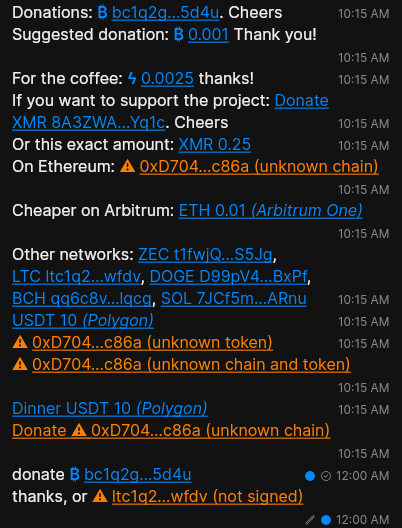 Donations: ₿ bc1q2g...5d4u. Cheers 10:15 AM
Suggested donation: ₿ 0.001 Thank you!
10:15 AM
For the coffee: ϟ 0.0025 thanks! 10:15 AM
If you want to support the project: Donate
XMR 8A3ZWA...Yq1c. Cheers 10:15 AM
Or this exact amount: XMR 0.25 10:15 AM
On Ethereum: ⚠ 0xD704...c86a (unknown chain)
10:15 AM
Cheaper on Arbitrum: ETH 0.01 (Arbitrum One)
10:15 AM
Other networks: ZEC t1fwjQ...S5Jq,
LTC ltc1q2...wfdv, DOGE D99pV4...BxPf,
BCH qq6c8v...lqcg, SOL 7JCf5m...ARnu 10:15 AM
USDT 10 (Polygon) 10:15 AM
⚠ 0xD704...c86a (unknown token) 10:15 AM
⚠ 0xD704...c86a (unknown chain and token)
10:15 AM
Dinner USDT 10 (Polygon) 10:15 AM
Donate ⚠ 0xD704...c86a (unknown chain)
10:15 AM
donate ₿ bc1q2g...5d4u 12:00 AM
thanks, or ⚠ ltc1q2...wfdv (not signed)
12:00 AM